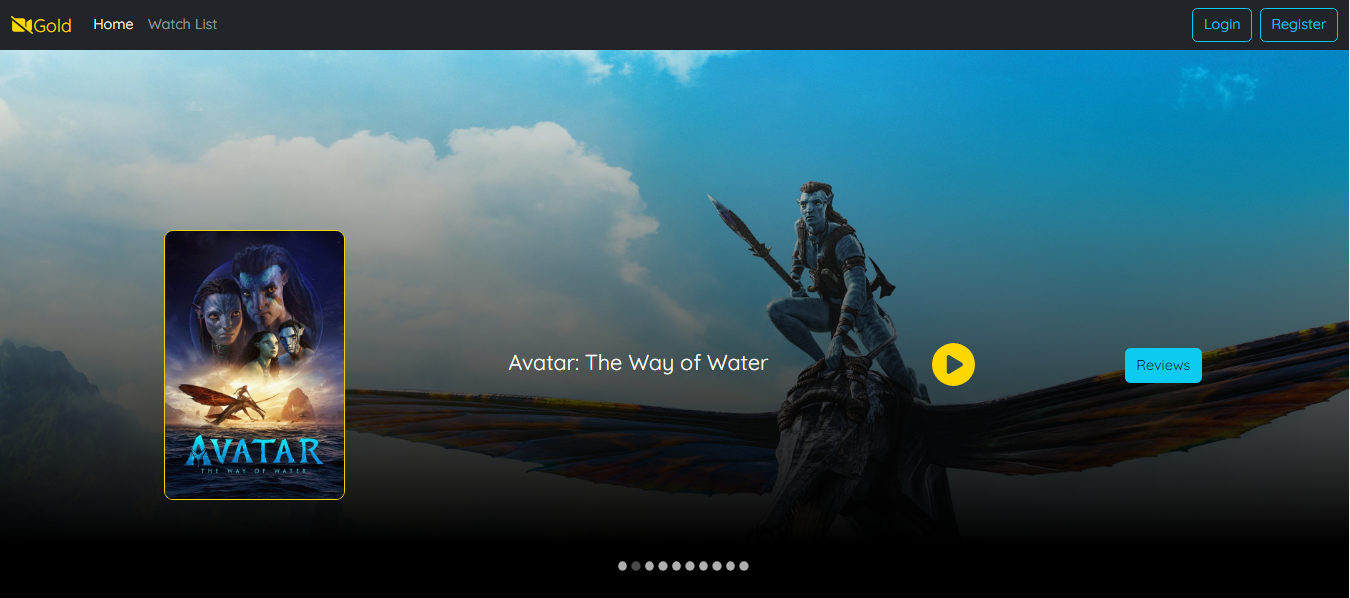 Gold Home Watch List Login Register
Avatar: The Way of Water
Reviews
AVATAR
THE WAY OF WATER